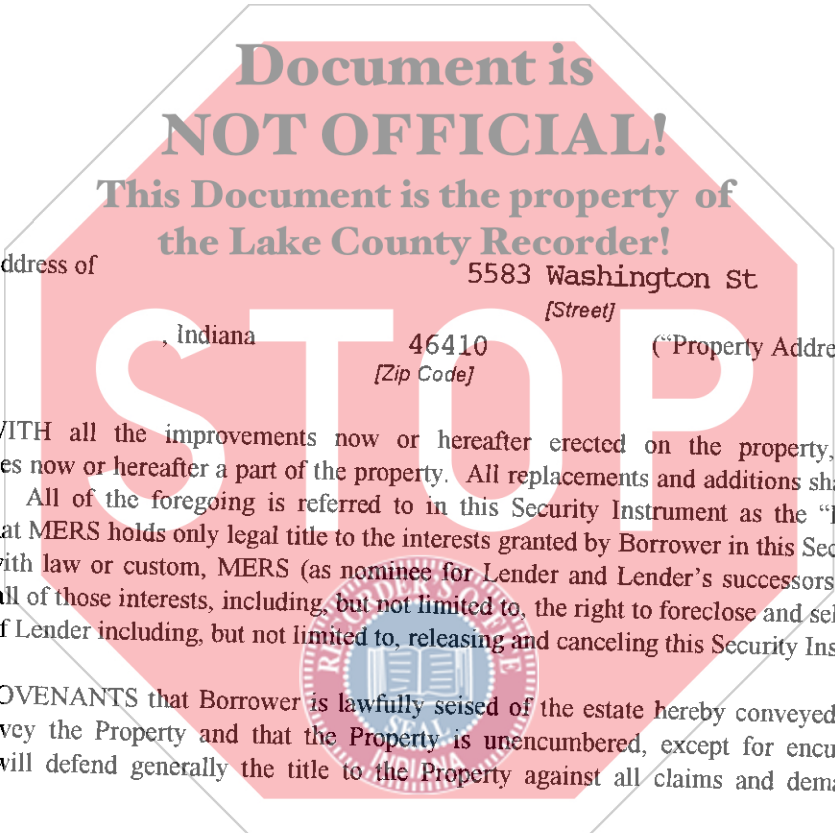 Document is
NOT OFFICIAL!
This Document is the property of
the Lake County Recorder!
ddress of 5583 Washington St
[Street]
, Indiana 46410 ("Property Addre
[Zip Code]
STOP
WITH all the improvements now or hereafter erected on the property,
es now or hereafter a part of the property. All replacements and additions sha
All of the foregoing is referred to in this Security Instrument as the "
at MERS holds only legal title to the interests granted by Borrower in this Sec
ith law or custom, MERS (as nominee for Lender and Lender's successors
all of those interests, including, but not limited to, the right to foreclose and sel
f Lender including, but not limited to, releasing and canceling this Security Ins
RECORDER'S OFFICE
OVENANTS that Borrower is lawfully seised of the estate hereby conveyed
vey the Property and that the Property is unencumbered, except for encu
will defend generally the title to the Property against all claims and dema
SEAL
INDIANA